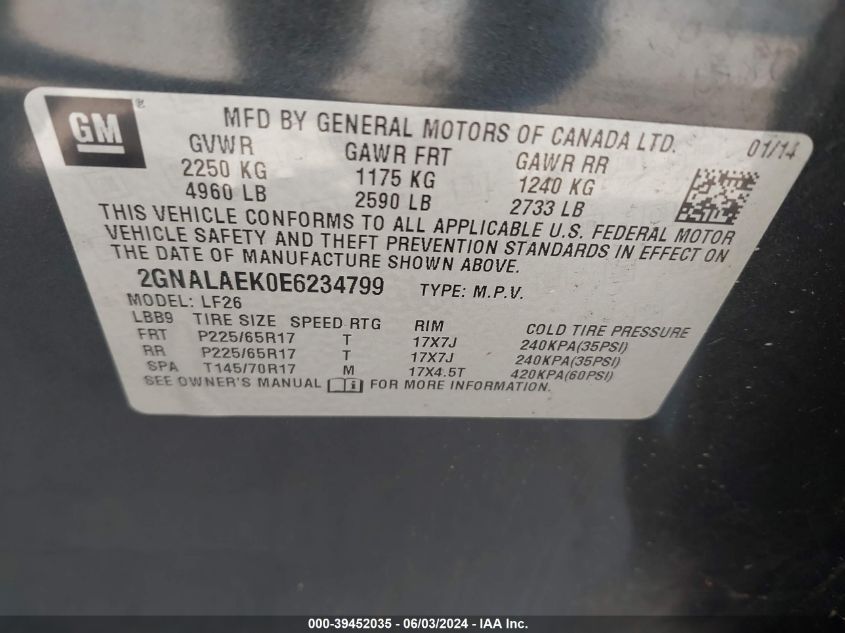 GM ®
MFD BY GENERAL MOTORS OF CANADA LTD.
01/14
GVWR GAWR FRT GAWR RR
2250 KG 1175 KG 1240 KG
4960 LB 2590 LB 2733 LB
THIS VEHICLE CONFORMS TO ALL APPLICABLE U.S. FEDERAL MOTOR
VEHICLE SAFETY AND THEFT PREVENTION STANDARDS IN EFFECT ON
THE DATE OF MANUFACTURE SHOWN ABOVE.
2GNALAEK0E6234799 TYPE: M.P.V.
MODEL: LF26
LBB9 TIRE SIZE SPEED RTG RIM COLD TIRE PRESSURE
FRT P225/65R17 T 17X7J 240KPA(35PSI)
RR P225/65R17 T 17X7J 240KPA(35PSI)
SPA T145/70R17 M 17X4.5T 420KPA(60PSI)
SEE OWNER'S MANUAL FOR MORE INFORMATION.
000-39452035 - 06/03/2024 - IAA Inc.